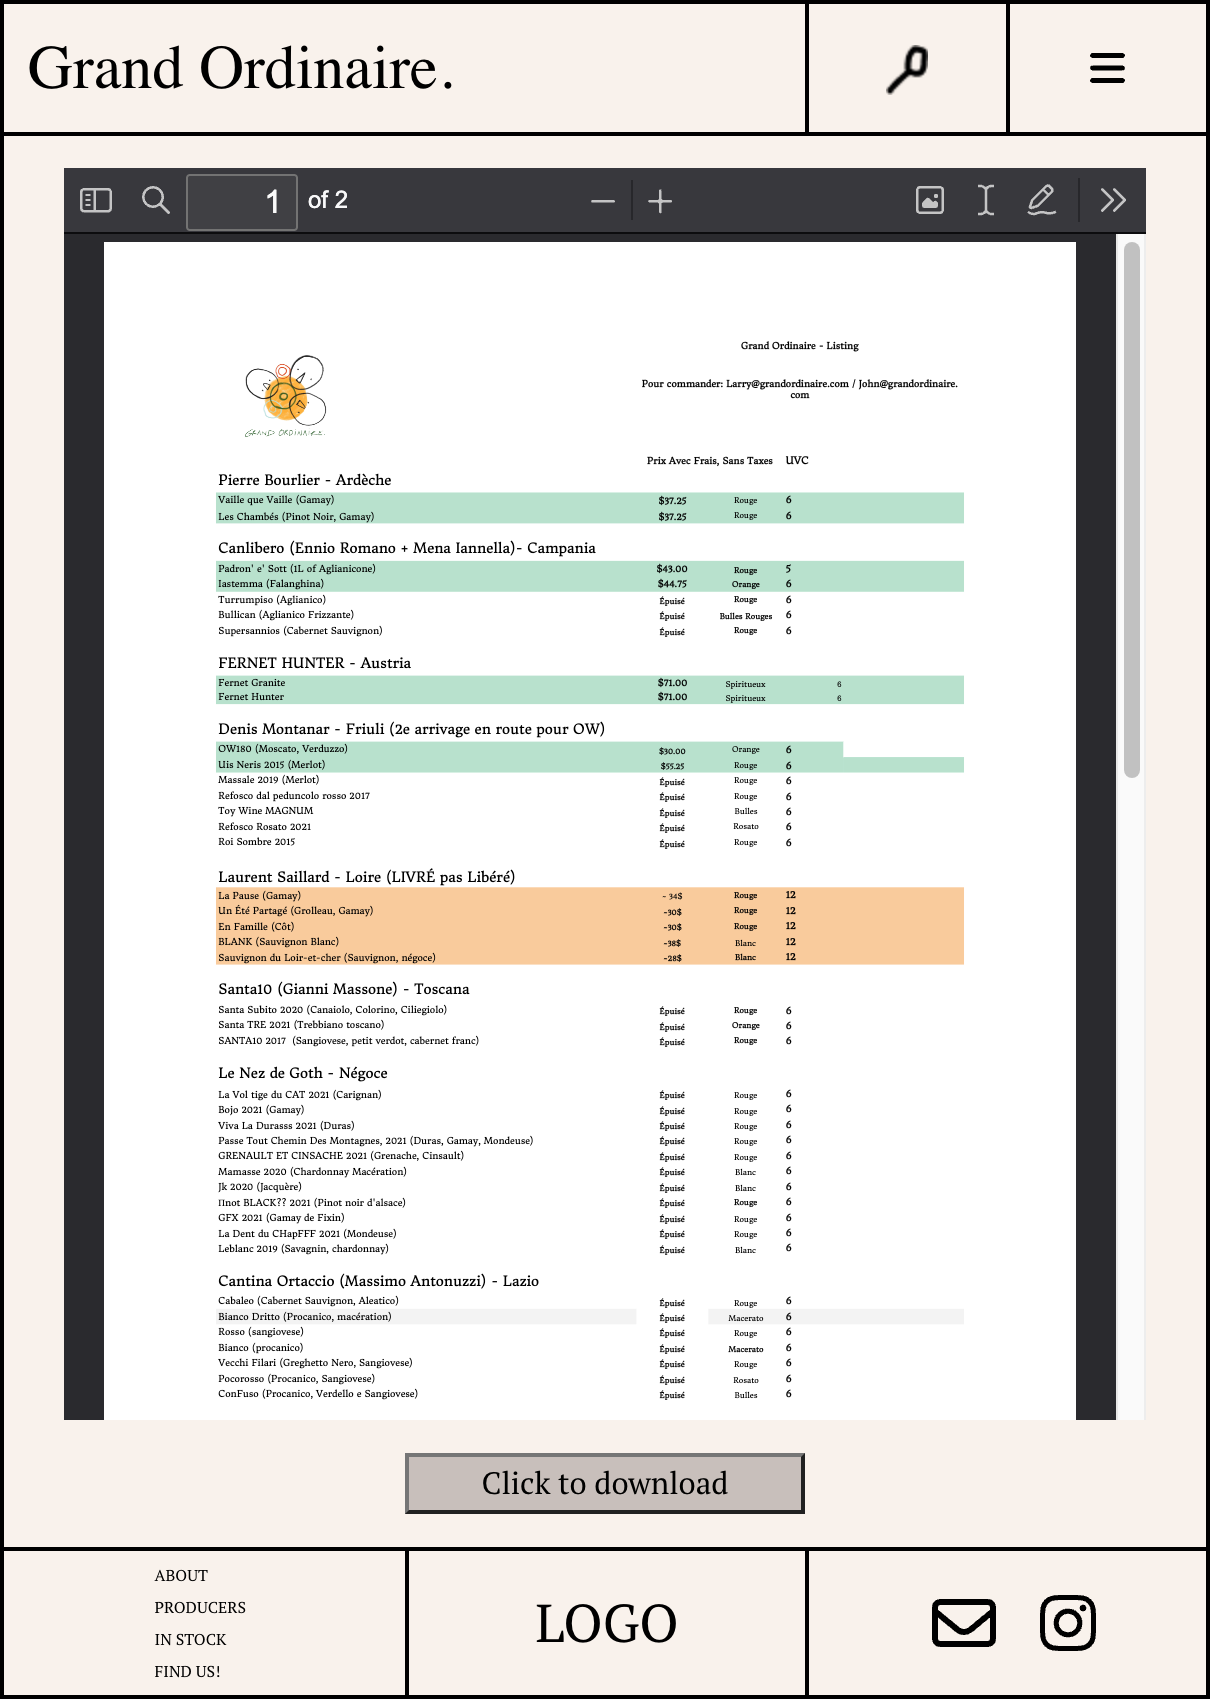 Grand Ordinaire.
1 of 2
Grand Ordinaire - Listing
Pour commander: Larry@grandordinaire.com / John@grandordinaire.
com
GRAND ORDINAIRE.
Prix Avec Frais, Sans Taxes UVC
Pierre Bourlier - Ardèche
Vaille que Vaille (Gamay) $37.25 Rouge 6
Les Chambés (Pinot Noir, Gamay) $37.25 Rouge 6
Canlibero (Ennio Romano + Mena Iannella)- Campania
Padron' e' Sott (1L of Aglianicone) $43.00 Rouge 5
Iastemma (Falanghina) $44.75 Orange 6
Turrumpiso (Aglianico) Épuisé Rouge 6
Bullican (Aglianico Frizzante) Épuisé Bulles Rouges 6
Supersannios (Cabernet Sauvignon) Épuisé Rouge 6
FERNET HUNTER - Austria
Fernet Granite $71.00 Spiritueux 6
Fernet Hunter $71.00 Spiritueux 6
Denis Montanar - Friuli (2e arrivage en route pour OW)
OW180 (Moscato, Verduzzo) $30.00 Orange 6
Uis Neris 2015 (Merlot) $55.25 Rouge 6
Massale 2019 (Merlot) Épuisé Rouge 6
Refosco dal peduncolo rosso 2017 Épuisé Rouge 6
Toy Wine MAGNUM Épuisé Bulles 6
Refosco Rosato 2021 Épuisé Rosato 6
Roi Sombre 2015 Épuisé Rouge 6
Laurent Saillard - Loire (LIVRÉ pas Libéré)
La Pause (Gamay) ~ 34$ Rouge 12
Un Été Partagé (Grolleau, Gamay) ~30$ Rouge 12
En Famille (Côt) ~30$ Rouge 12
BLANK (Sauvignon Blanc) ~38$ Blanc 12
Sauvignon du Loir-et-cher (Sauvignon, négoce) ~28$ Blanc 12
Santa10 (Gianni Massone) - Toscana
Santa Subito 2020 (Canaiolo, Colorino, Ciliegiolo) Épuisé Rouge 6
Santa TRE 2021 (Trebbiano toscano) Épuisé Orange 6
SANTA10 2017 (Sangiovese, petit verdot, cabernet franc) Épuisé Rouge 6
Le Nez de Goth - Négoce
La Vol tige du CAT 2021 (Carignan) Épuisé Rouge 6
Bojo 2021 (Gamay) Épuisé Rouge 6
Viva La Durasss 2021 (Duras) Épuisé Rouge 6
Passe Tout Chemin Des Montagnes, 2021 (Duras, Gamay, Mondeuse) Épuisé Rouge 6
GRENAULT ET CINSACHE 2021 (Grenache, Cinsault) Épuisé Rouge 6
Mamasse 2020 (Chardonnay Macération) Épuisé Blanc 6
Jk 2020 (Jacquère) Épuisé Blanc 6
Πnot BLACK?? 2021 (Pinot noir d'alsace) Épuisé Rouge 6
GFX 2021 (Gamay de Fixin) Épuisé Rouge 6
La Dent du CHapFFF 2021 (Mondeuse) Épuisé Rouge 6
Leblanc 2019 (Savagnin, chardonnay) Épuisé Blanc 6
Cantina Ortaccio (Massimo Antonuzzi) - Lazio
Cabaleo (Cabernet Sauvignon, Aleatico) Épuisé Rouge 6
Bianco Dritto (Procanico, macération) Épuisé Macerato 6
Rosso (sangiovese) Épuisé Rouge 6
Bianco (procanico) Épuisé Macerato 6
Vecchi Filari (Greghetto Nero, Sangiovese) Épuisé Rouge 6
Pocorosso (Procanico, Sangiovese) Épuisé Rosato 6
ConFuso (Procanico, Verdello e Sangiovese) Épuisé Bulles 6
Click to download
ABOUT
PRODUCERS
IN STOCK
FIND US!
LOGO